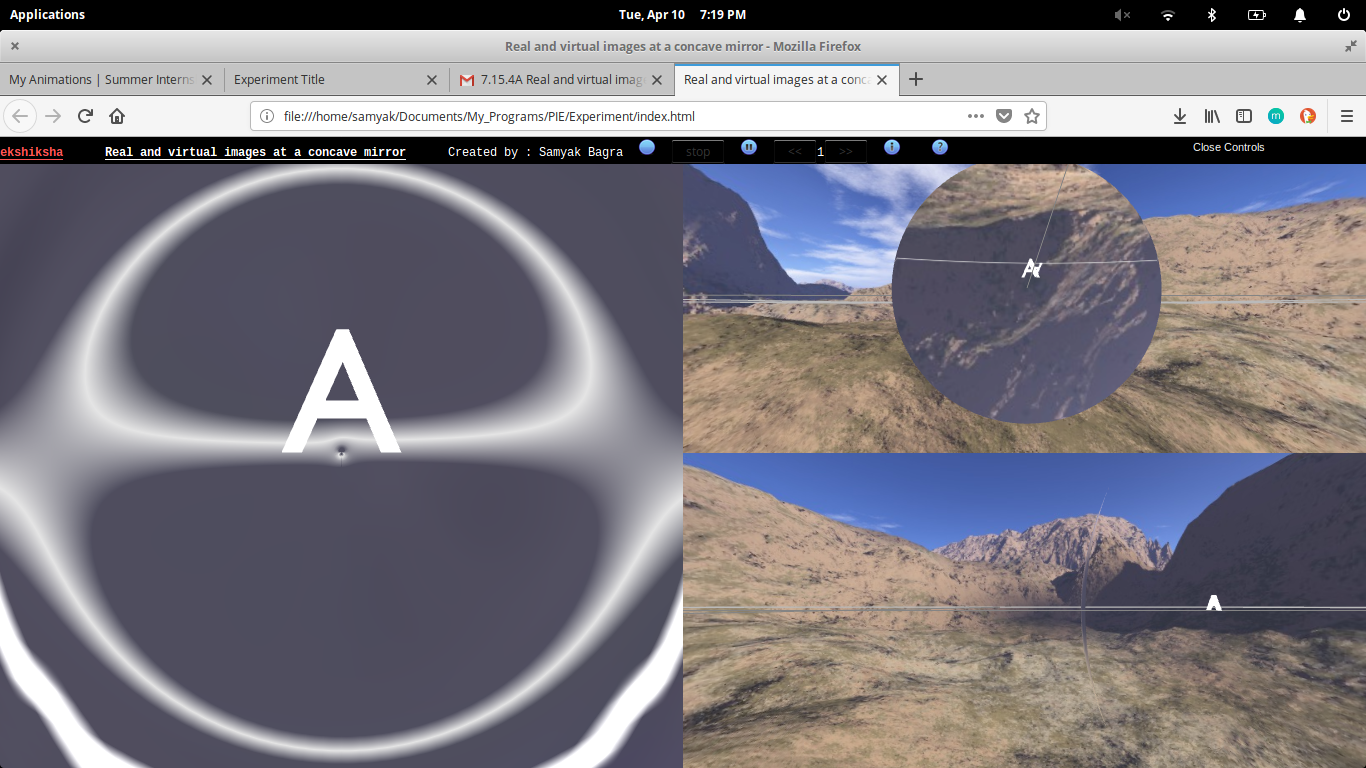 Applications
Tue, Apr 10 7:19 PM
Real and virtual images at a concave mirror - Mozilla Firefox
My Animations | Summer Interns
Experiment Title
7.15.4A Real and virtual imag
Real and virtual images at a conca
file:///home/samyak/Documents/My_Programs/PIE/Experiment/index.html
ekshiksha
Real and virtual images at a concave mirror
Created by : Samyak Bagra
stop
<<
1
>>
Close Controls
A
A
A